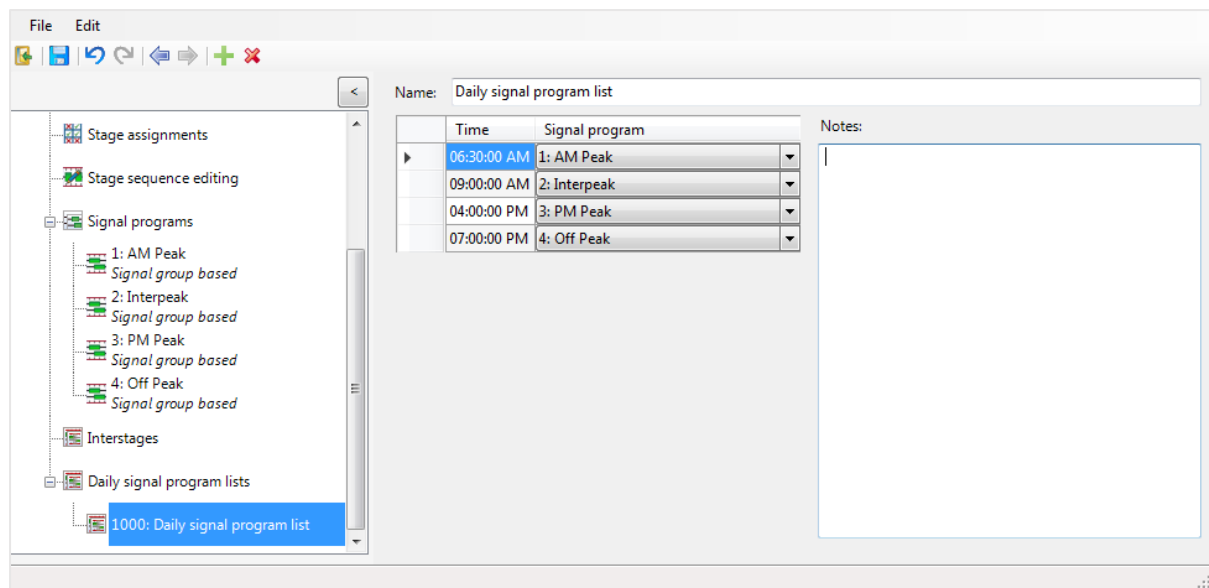 File Edit
<
Name: Daily signal program list
Stage assignments
Stage sequence editing
Signal programs
1: AM Peak
Signal group based
2: Interpeak
Signal group based
3: PM Peak
Signal group based
4: Off Peak
Signal group based
Interstages
Daily signal program lists
1000: Daily signal program list
Time Signal program
06:30:00 AM 1: AM Peak
09:00:00 AM 2: Interpeak
04:00:00 PM 3: PM Peak
07:00:00 PM 4: Off Peak
Notes: